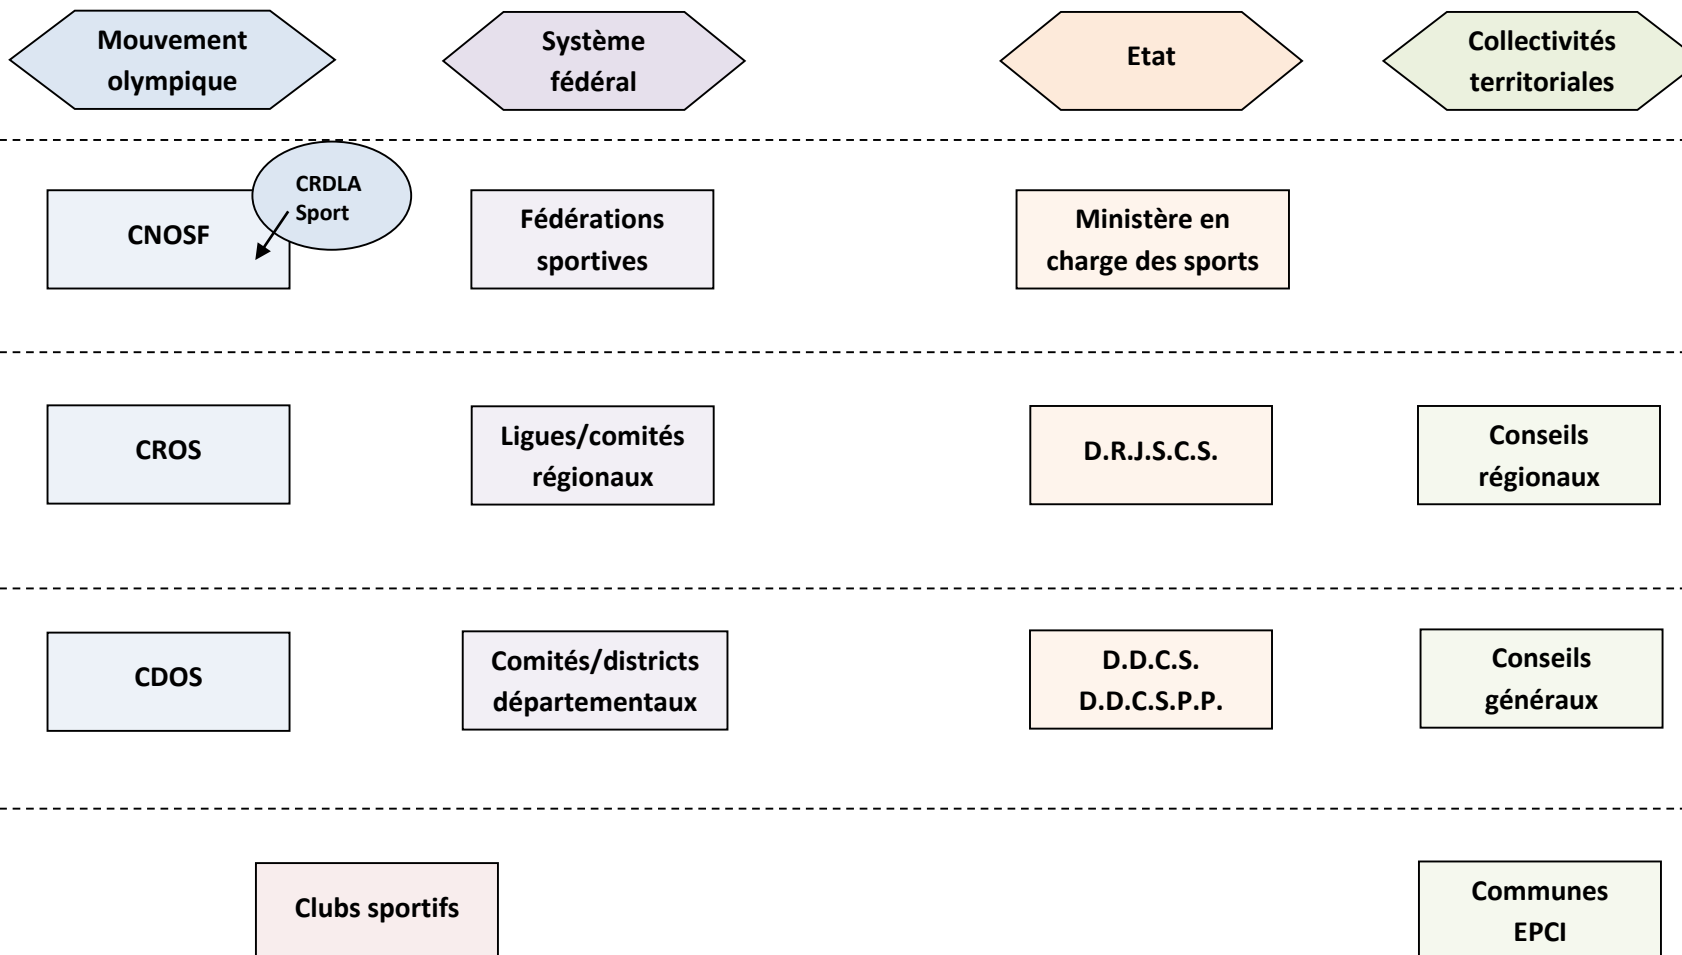 Mouvement
olympique
Système
fédéral
Etat
Collectivités
territoriales
CRDLA
Sport
CNOSF
Fédérations
sportives
Ministère en
charge des sports
CROS
Ligues/comités
régionaux
D.R.J.S.C.S.
Conseils
régionaux
CDOS
Comités/districts
départementaux
D.D.C.S.
D.D.C.S.P.P.
Conseils
généraux
Clubs sportifs
Communes
EPCI